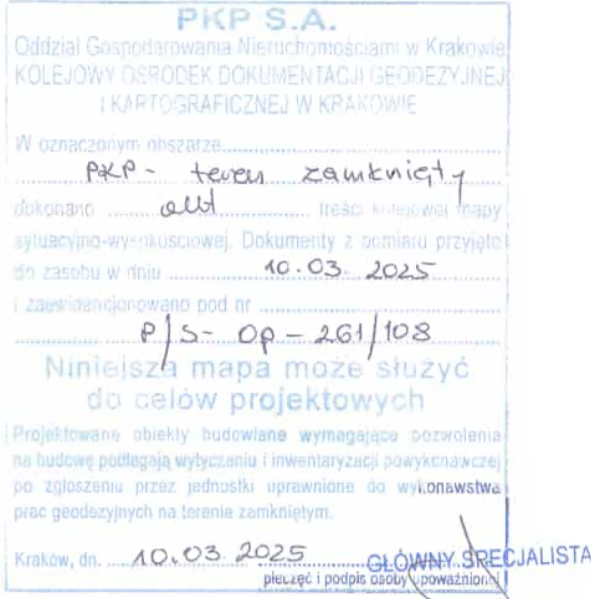 PKP S.A.
Oddział Gospodarowania Nieruchomościami w Krakowie
KOLEJOWY OŚRODEK DOKUMENTACJI GEODEZYJNEJ
I KARTOGRAFICZNEJ W KRAKOWIE
W oznaczonym obszarze
PKP - teren zamknięty
dokonano ........ treści kolejowej mapy
sytuacyjno-wysokościowej. Dokumenty z pomiaru przyjęto
do zasobu w dniu 10.03.2025
i zaewidencjonowano pod nr
P/S- Op - 261/108
Niniejsza mapa może służyć
do celów projektowych
Projektowane obiekty budowlane wymagające pozwolenia
na budowę podlegają wytyczeniu i inwentaryzacji powykonawczej
po zgłoszeniu przez jednostki uprawnione do wykonawstwa
prac geodezyjnych na terenie zamkniętym.
Kraków, dn. 10.03.2025 GŁÓWNY SPECJALISTA
pieczęć i podpis osoby upoważnionej